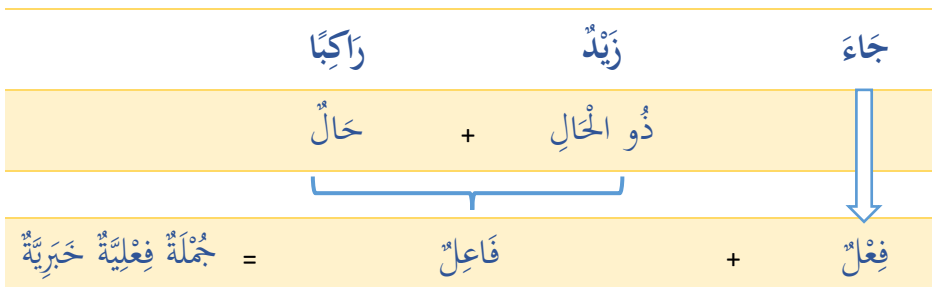 جَاءَ زَيْدٌ رَاكِبًا
ذُو الْحَالِ + حَالٌ
فِعْلٌ + فَاعِلٌ = جُمْلَةٌ فِعْلِيَّةٌ خَبَرِيَّةٌ